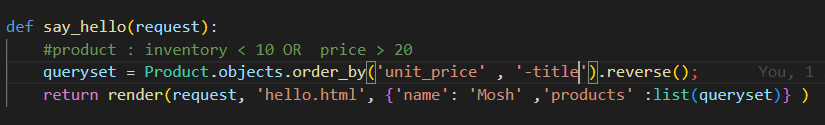 def say_hello(request):
#product : inventory < 10 OR  price > 20
queryset = Product.objects.order_by('unit_price' , '-title').reverse();     You, 1
return render(request, 'hello.html', {'name': 'Mosh' ,'products' :list(queryset)} )